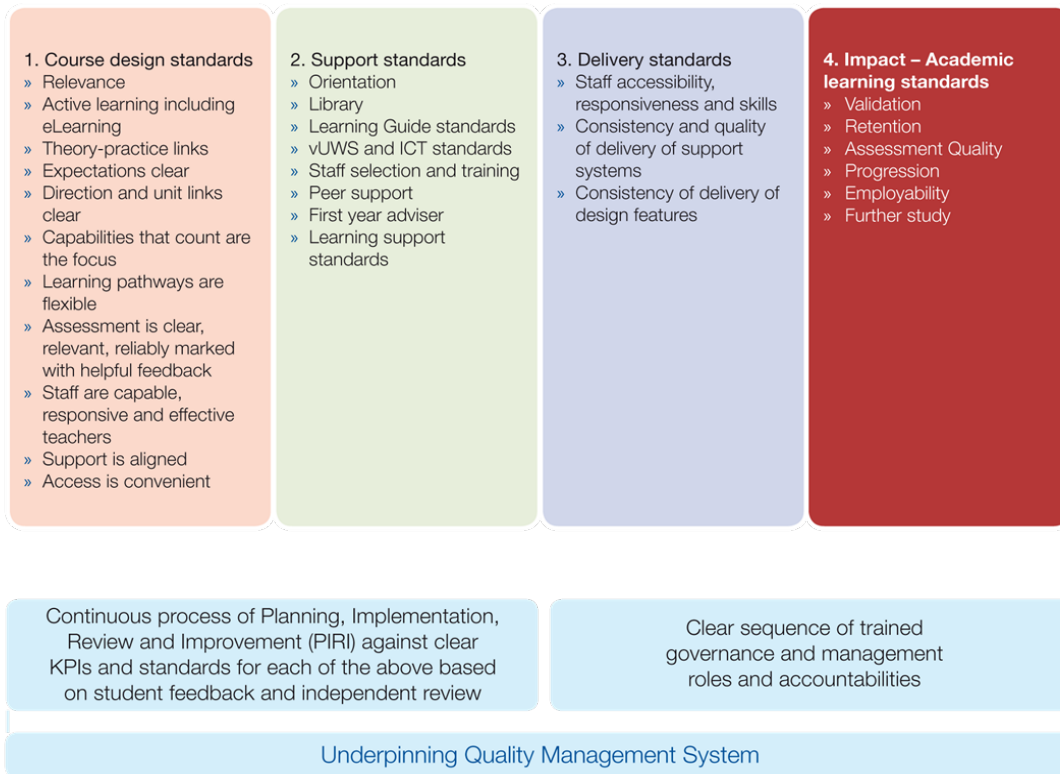 1. Course design standards
» Relevance
» Active learning including
eLearning
» Theory-practice links
» Expectations clear
» Direction and unit links
clear
» Capabilities that count are
the focus
» Learning pathways are
flexible
» Assessment is clear,
relevant, reliably marked
with helpful feedback
» Staff are capable,
responsive and effective
teachers
» Support is aligned
» Access is convenient
2. Support standards
» Orientation
» Library
» Learning Guide standards
» vUWS and ICT standards
» Staff selection and training
» Peer support
» First year adviser
» Learning support
standards
3. Delivery standards
» Staff accessibility,
responsiveness and skills
» Consistency and quality
of delivery of support
systems
» Consistency of delivery of
design features
4. Impact – Academic
learning standards
» Validation
» Retention
» Assessment Quality
» Progression
» Employability
» Further study
Continuous process of Planning, Implementation,
Review and Improvement (PIRI) against clear
KPIs and standards for each of the above based
on student feedback and independent review
Clear sequence of trained
governance and management
roles and accountabilities
Underpinning Quality Management System